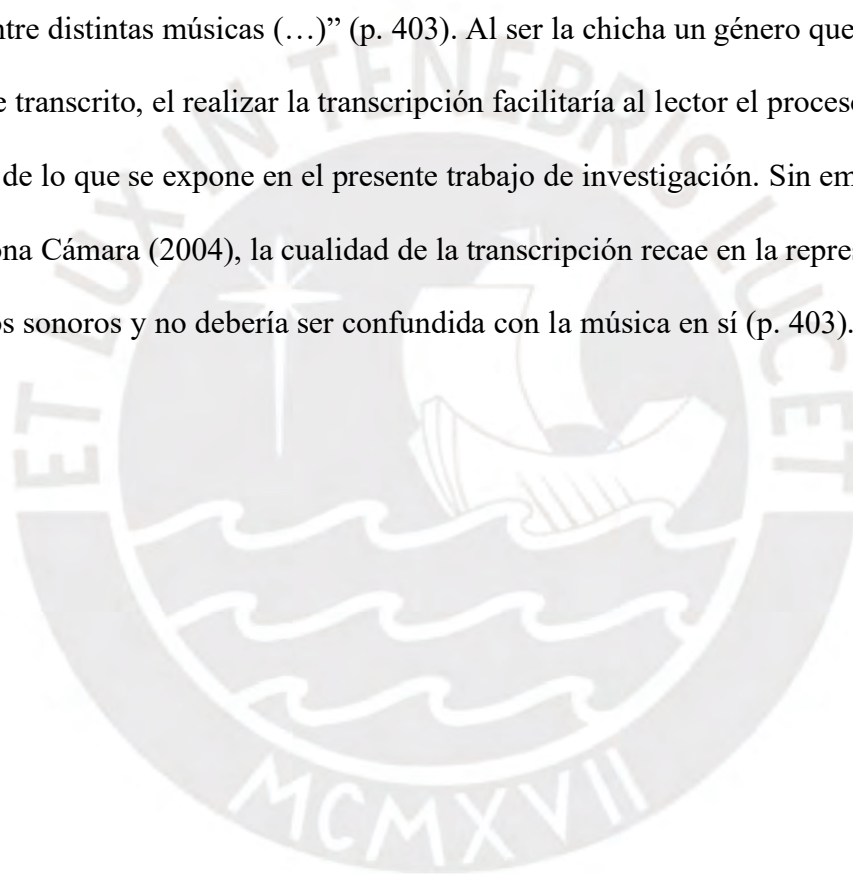 ntre distintas músicas (…)” (p. 403). Al ser la chicha un género que
e transcrito, el realizar la transcripción facilitaría al lector el proceso
de lo que se expone en el presente trabajo de investigación. Sin em
ona Cámara (2004), la cualidad de la transcripción recae en la repres
os sonoros y no debería ser confundida con la música en sí (p. 403).
ET LUX IN TENEBRIS LUCET
MCMXVII